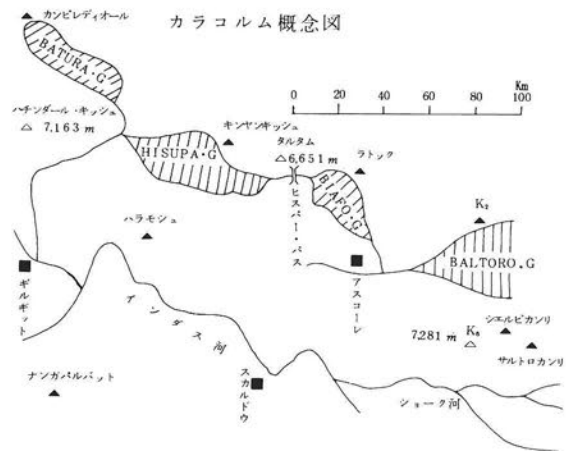 カラコルム概念図
カンピレディオール
BATURA・G
Km
0 20 40 60 80 100
ハチンダール・キッシュ
7,163 m
キンヤンキッシュ
タルタム
6,651 m
ラトック
HISUPA・G
BIAFO・G
ヒスパー・パス
K₂
ハラモシュ
アスコーレ
BALTORO.G
ギルギット
インダス河
シエルピカンリ
7,281 m
K₆
サルトロカンリ
ナンガパルバット
スカルドウ
ショーク河